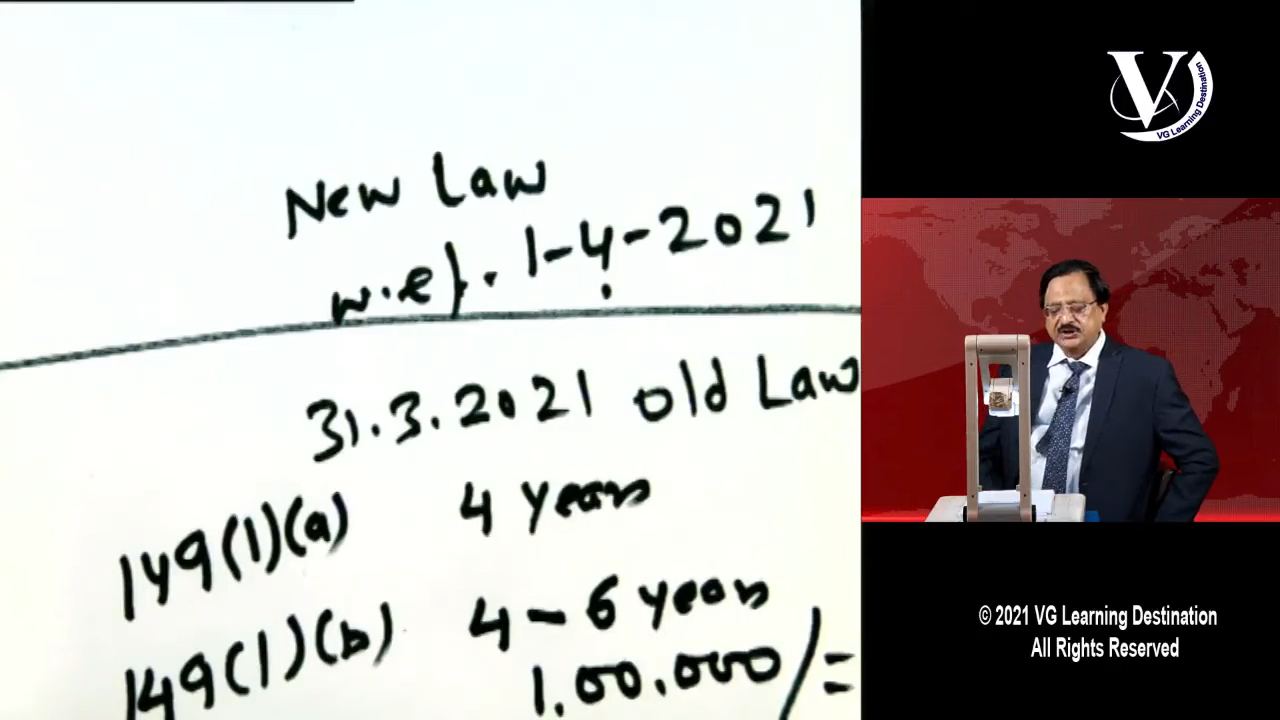 New Law
w.e.f. 1-4-2021
31.3.2021 old Law
149(1)(a) 4 years
149(1)(b) 4-6 years
1.00.000/=
V
VG Learning Destination
© 2021 VG Learning Destination
All Rights Reserved